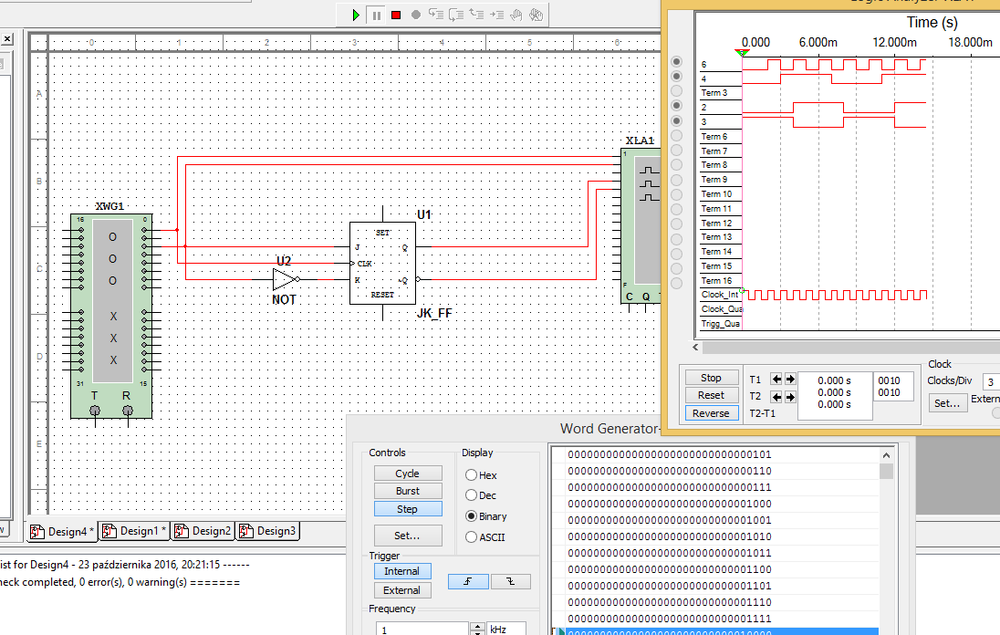 Time (s)
0.000 6.000m 12.000m 18.000m
0 1 2 3 4 5 6
A
B
C
D
E
6
4
Term 3
2
3
Term 6
Term 7
Term 8
Term 9
Term 10
Term 11
Term 12
Term 13
Term 14
Term 15
Term 16
Clock_Int
Clock_Qua
Trigg_Qua
XLA1
1
F
C Q T
XWG1
16 0
O
O
O
X
X
X
31 15
T R
U2
NOT
U1
SET
J Q
CLK
K ~Q
RESET
JK_FF
Stop
Reset
Reverse
T1
T2
T2-T1
0.000 s
0.000 s
0.000 s
0010
0010
Clock
Clocks/Div 3
Set... Extern
Word Generator-
Controls
Cycle
Burst
Step
Set...
Display
Hex
Dec
Binary
ASCII
Trigger
Internal
External
Frequency
1 kHz
00000000000000000000000000000101
00000000000000000000000000000110
00000000000000000000000000000111
00000000000000000000000000001000
00000000000000000000000000001001
00000000000000000000000000001010
00000000000000000000000000001011
00000000000000000000000000001100
00000000000000000000000000001101
00000000000000000000000000001110
00000000000000000000000000001111
00000000000000000000000000010000
w
Design4 * Design1 * Design2 Design3
ist for Design4 - 23 października 2016, 20:21:15 ------
heck completed, 0 error(s), 0 warning(s) =======